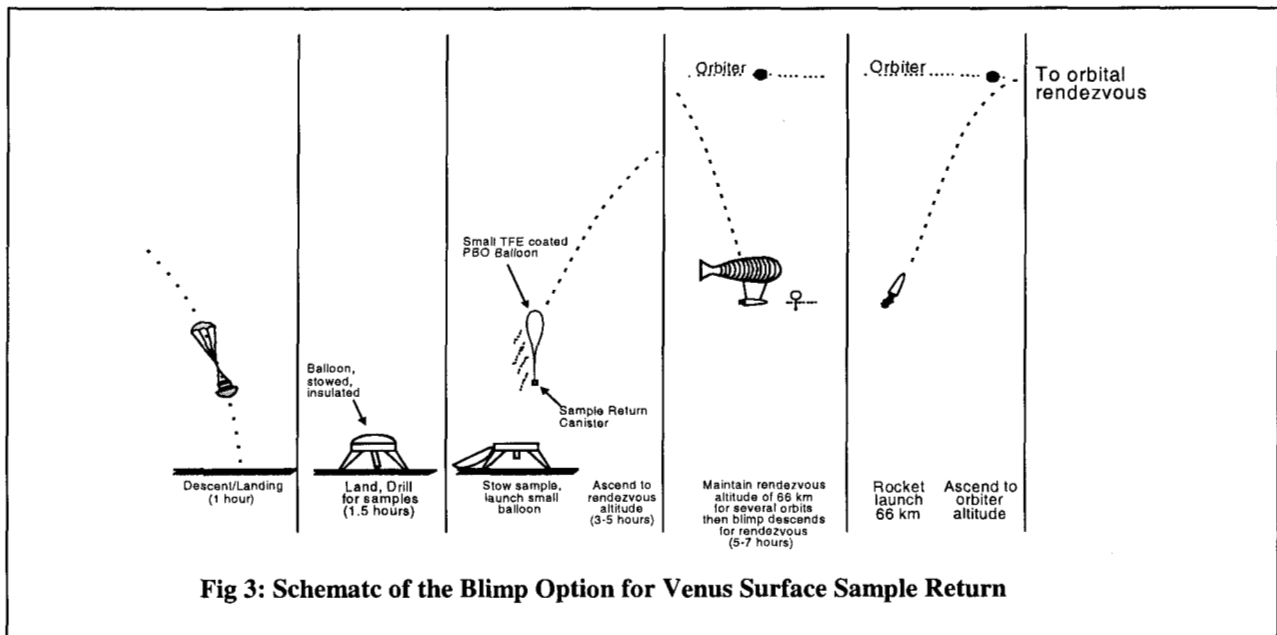 Orbiter
Orbiter
To orbital
rendezvous
Small TFE coated
PBO Balloon
Balloon,
stowed,
insulated
Sample Return
Canister
Descent/Landing
(1 hour)
Land, Drill
for samples
(1.5 hours)
Stow sample,
launch small
balloon
Ascend to
rendezvous
altitude
(3-5 hours)
Maintain rendezvous
altitude of 66 km
for several orbits
then blimp descends
for rendezvous
(5-7 hours)
Rocket
launch
66 km
Ascend to
orbiter
altitude
Fig 3: Schematc of the Blimp Option for Venus Surface Sample Return